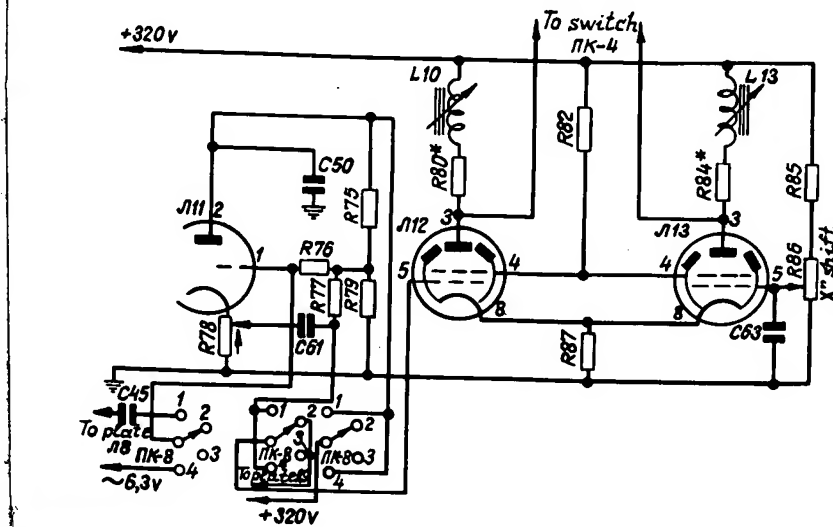 +320v
To switch
ПК-4
L10
L13
R82
C50
R80*
R84*
R85
Л11
2
R75
Л12
3
Л13
3
1
R76
5
4
4
5
R86
"X" shift
R77
R79
8
8
R78
C61
R87
C63
C45
1
2
1
2
1
2
To plate
Л8
ПК-8
3
ПК-8
3
ПК-8
3
4
4
4
~6,3v
+320v